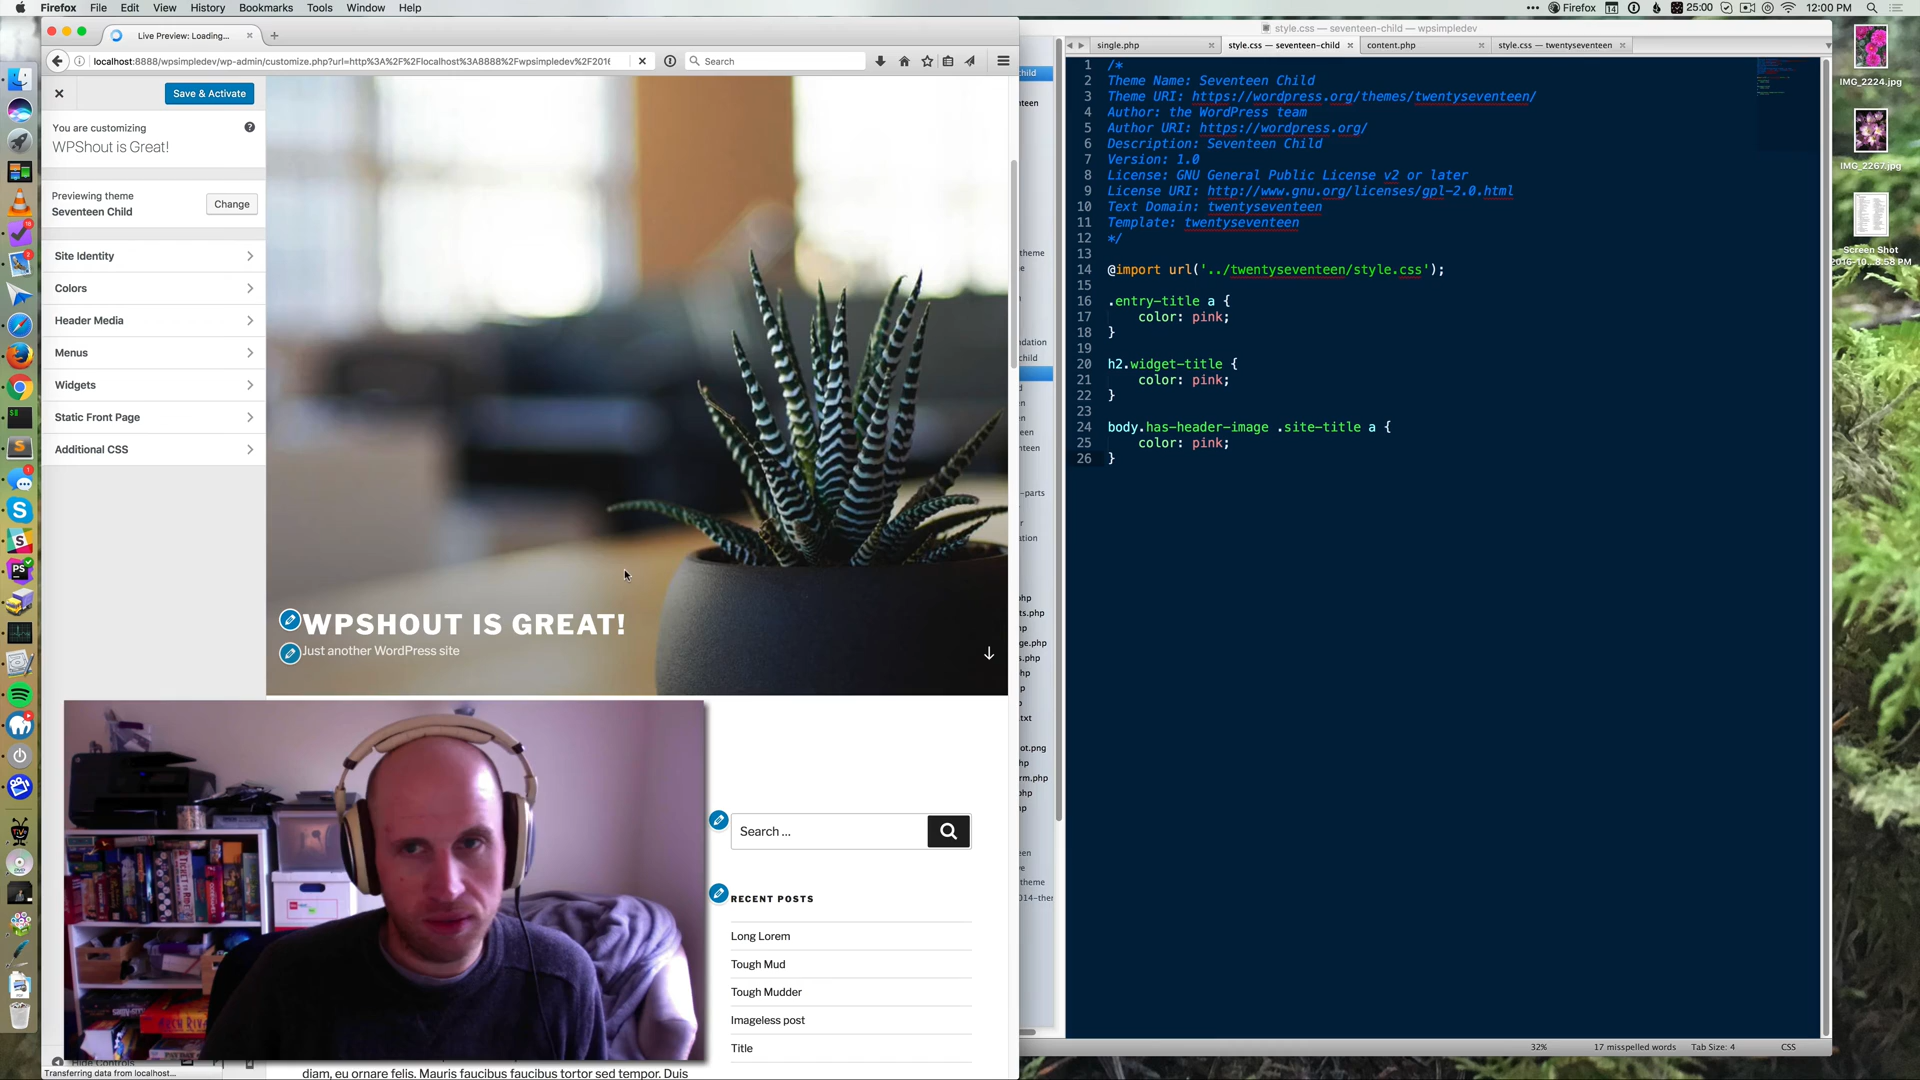 Firefox File Edit View History Bookmarks Tools Window Help
Firefox 14 25:00 12:00 PM
Live Preview: Loading...
localhost:8888/wpsimpledev/wp-admin/customize.php?url=http%3A%2F%2Flocalhost%3A8888%2Fwpsimpledev%2F2016
Search
Save & Activate
You are customizing
WPShout is Great!
Previewing theme
Seventeen Child
Change
Site Identity
Colors
Header Media
Menus
Widgets
Static Front Page
Additional CSS
WPSHOUT IS GREAT!
Just another WordPress site
Search ...
RECENT POSTS
Long Lorem
Tough Mud
Tough Mudder
Imageless post
Title
diam, eu ornare felis. Mauris faucibus faucibus tortor sed tempor. Duis
Hide Controls
Transferring data from localhost...
style.css — seventeen-child — wpsimpledev
single.php
style.css — seventeen-child
content.php
style.css — twentyseventeen
1 /*
2 Theme Name: Seventeen Child
3 Theme URI: https://wordpress.org/themes/twentyseventeen/
4 Author: the WordPress team
5 Author URI: https://wordpress.org/
6 Description: Seventeen Child
7 Version: 1.0
8 License: GNU General Public License v2 or later
9 License URI: http://www.gnu.org/licenses/gpl-2.0.html
10 Text Domain: twentyseventeen
11 Template: twentyseventeen
12 */
13
14 @import url('../twentyseventeen/style.css');
15
16 .entry-title a {
17 color: pink;
18 }
19
20 h2.widget-title {
21 color: pink;
22 }
23
24 body.has-header-image .site-title a {
25 color: pink;
26 }
32% 17 misspelled words Tab Size: 4 CSS
IMG_2224.jpg
IMG_2267.jpg
Screen Shot
2016-10...8.58 PM